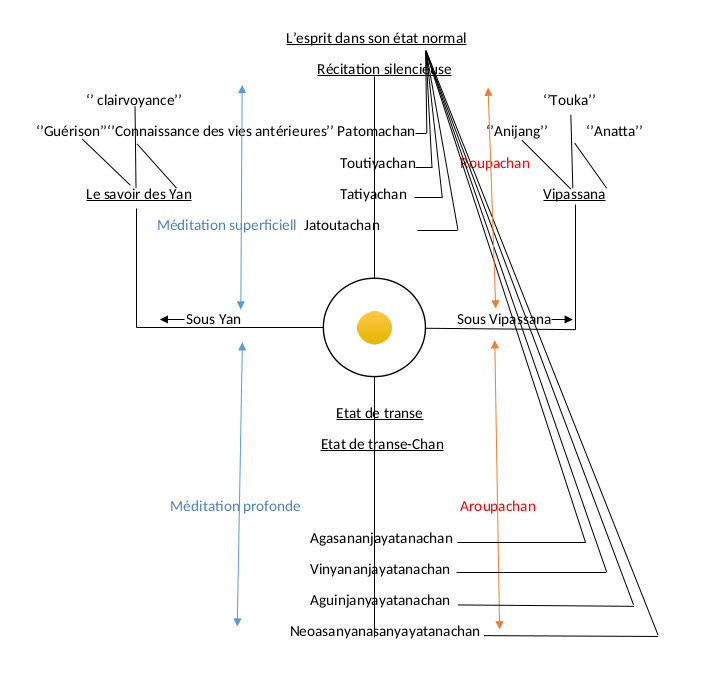 L’esprit dans son état normal
Récitation silencieuse
‘’ clairvoyance’’
‘’Touka’’
‘’Guérison’’ ‘’Connaissance des vies antérieures’’ Patomachan
‘’Anijang’’ ‘’Anatta’’
Toutiyachan
Roupachan
Le savoir des Yan
Tatiyachan
Vipassana
Méditation superficiell
Jatoutachan
Sous Yan
Sous Vipassana
Etat de transe
Etat de transe-Chan
Méditation profonde
Aroupachan
Agasananjayatanachan
Vinyananjayatanachan
Aguinjanyayatanachan
Neoasanyanasanyayatanachan